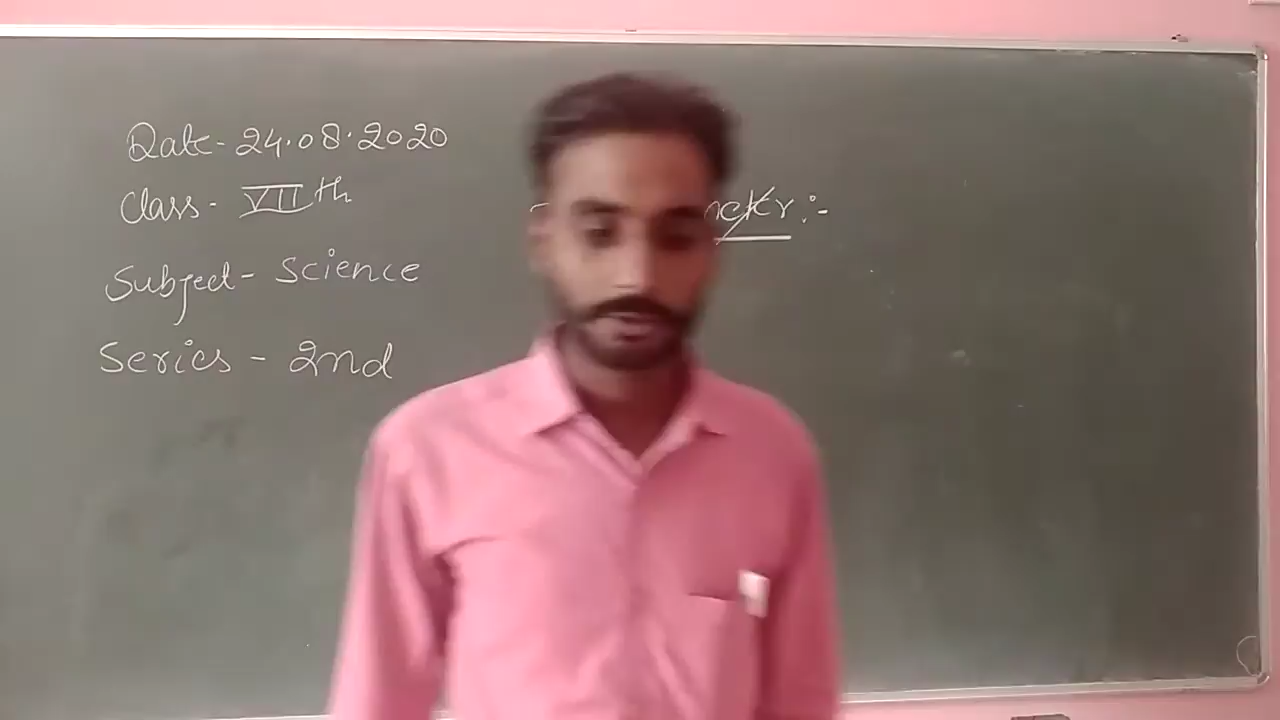 Date- 24.08.2020
Class- VIIth
Subject- Science
Series - 2nd